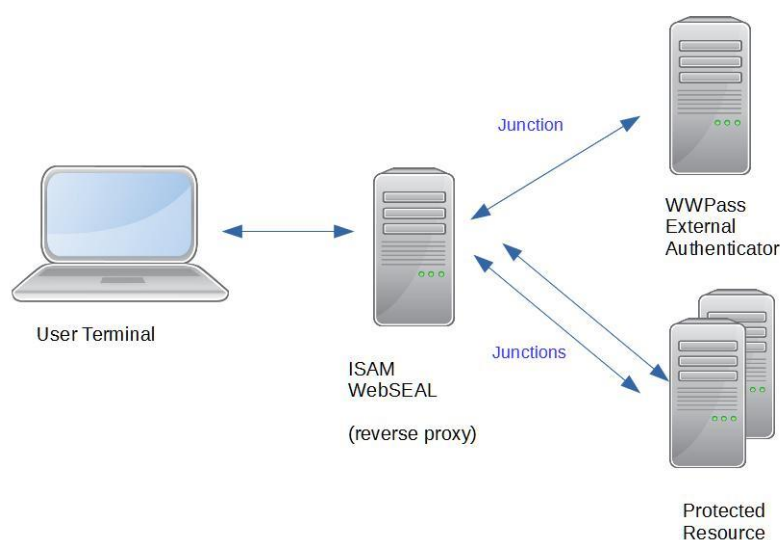 Junction
WWPass
External
Authenticator
User Terminal
ISAM
WebSEAL
(reverse proxy)
Junctions
Protected
Resource